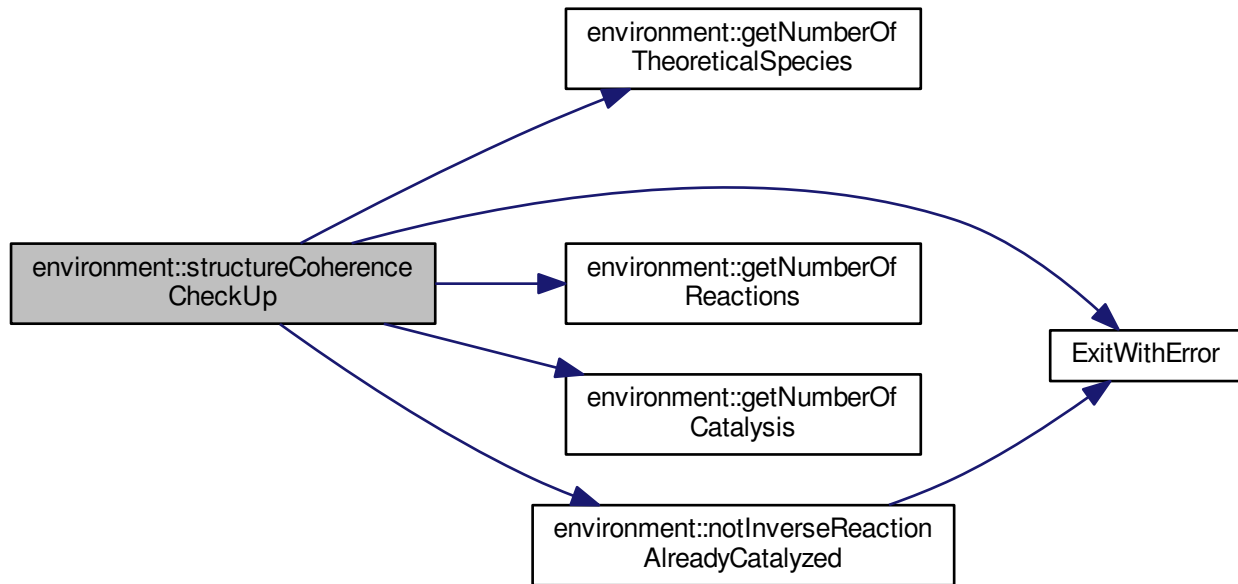 environment::getNumberOf
TheoreticalSpecies
environment::structureCoherence
CheckUp
environment::getNumberOf
Reactions
ExitWithError
environment::getNumberOf
Catalysis
environment::notInverseReaction
AlreadyCatalyzed